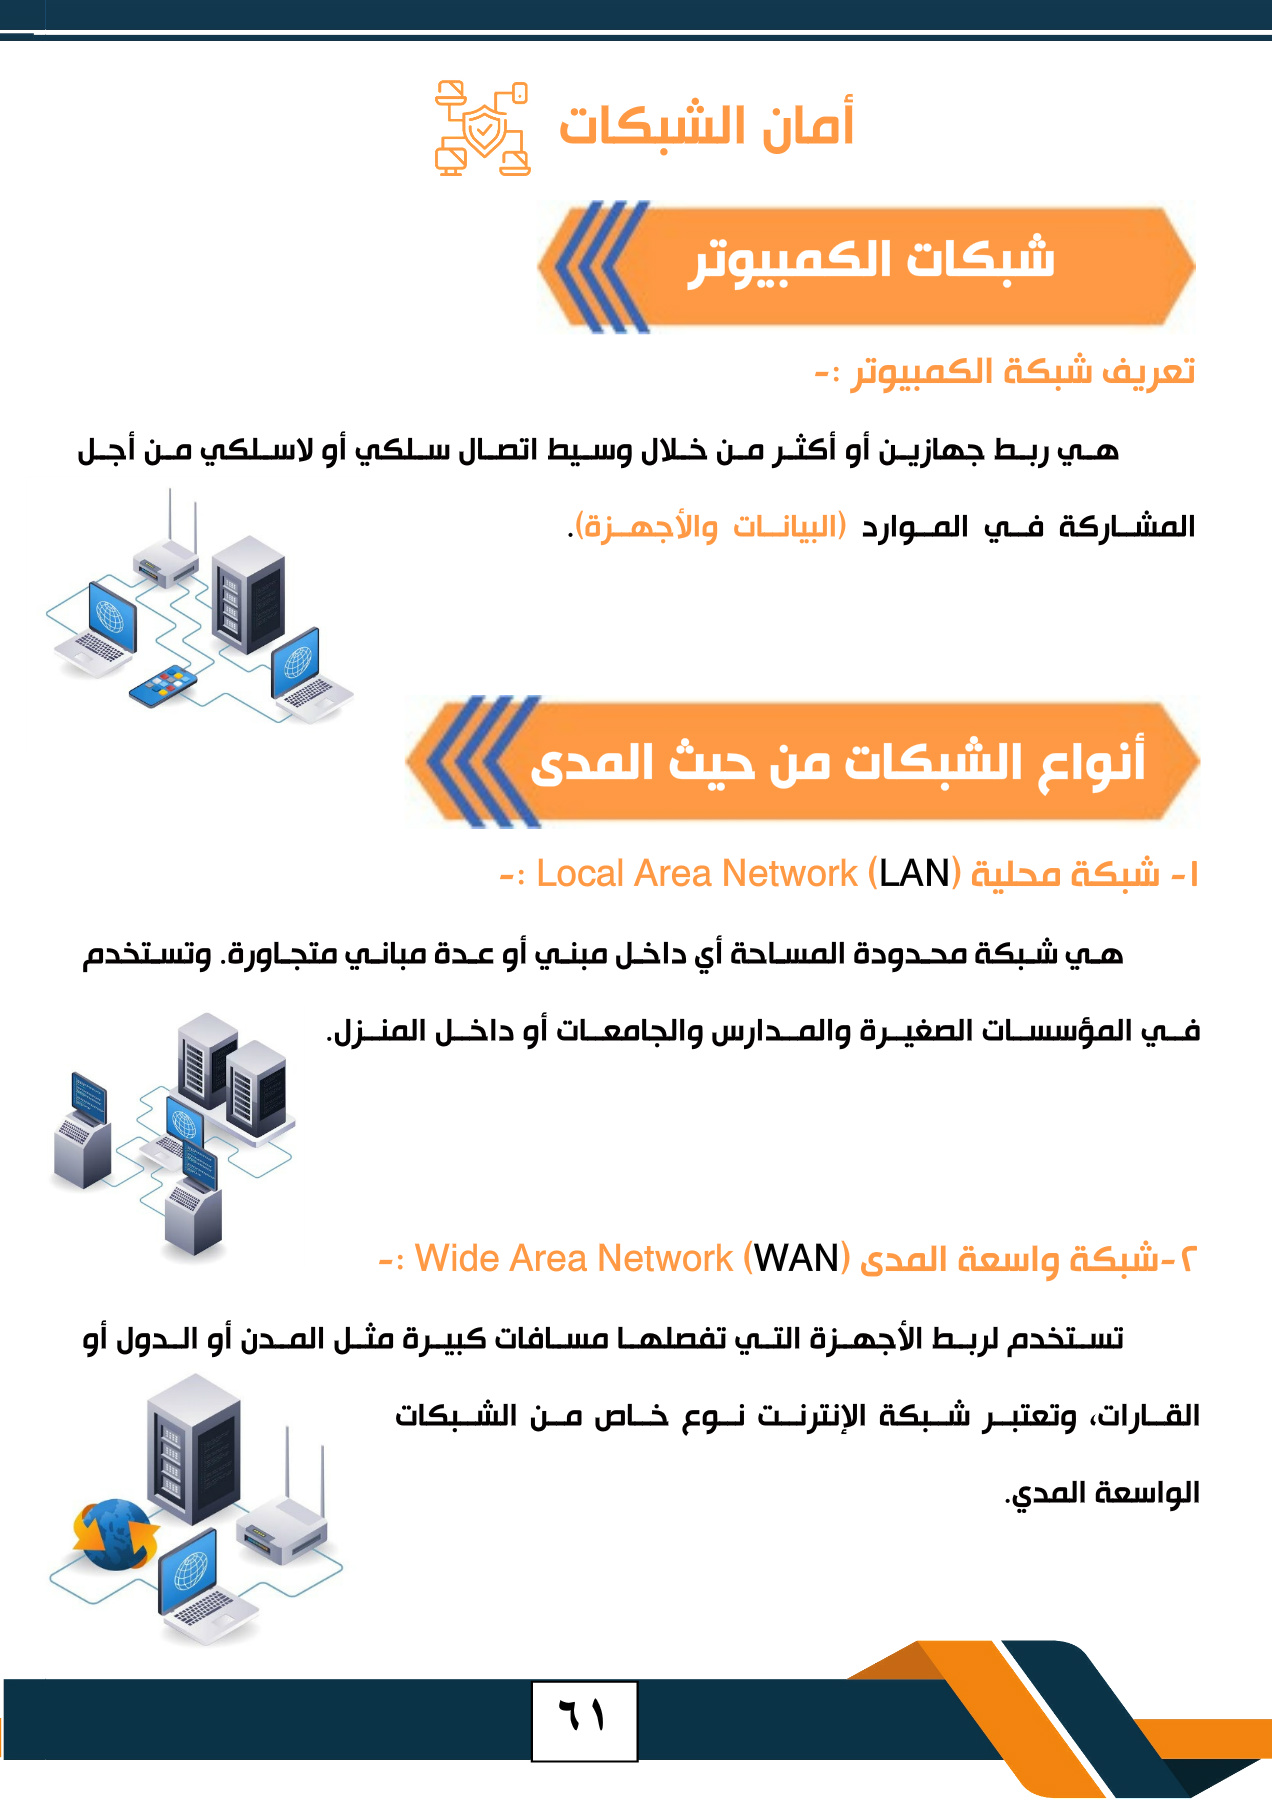 أمان الشبكات
شبكات الكمبيوتر
تعريف شبكة الكمبيوتر :-
هي ربط جهازين أو أكثر من خلال وسيط اتصال سلكي أو لاسلكي من أجل
المشاركة في الموارد (البيانات والأجهزة).
أنواع الشبكات من حيث المدى
١- شبكة محلية Local Area Network (LAN) :-
هي شبكة محدودة المساحة أي داخل مبني أو عدة مباني متجاورة. وتستخدم
في المؤسسات الصغيرة والمدارس والجامعات أو داخل المنزل.
٢-شبكة واسعة المدى Wide Area Network (WAN) :-
تستخدم لربط الأجهزة التي تفصلها مسافات كبيرة مثل المدن أو الدول أو
القارات، وتعتبر شبكة الإنترنت نوع خاص من الشبكات
الواسعة المدي.
٦١